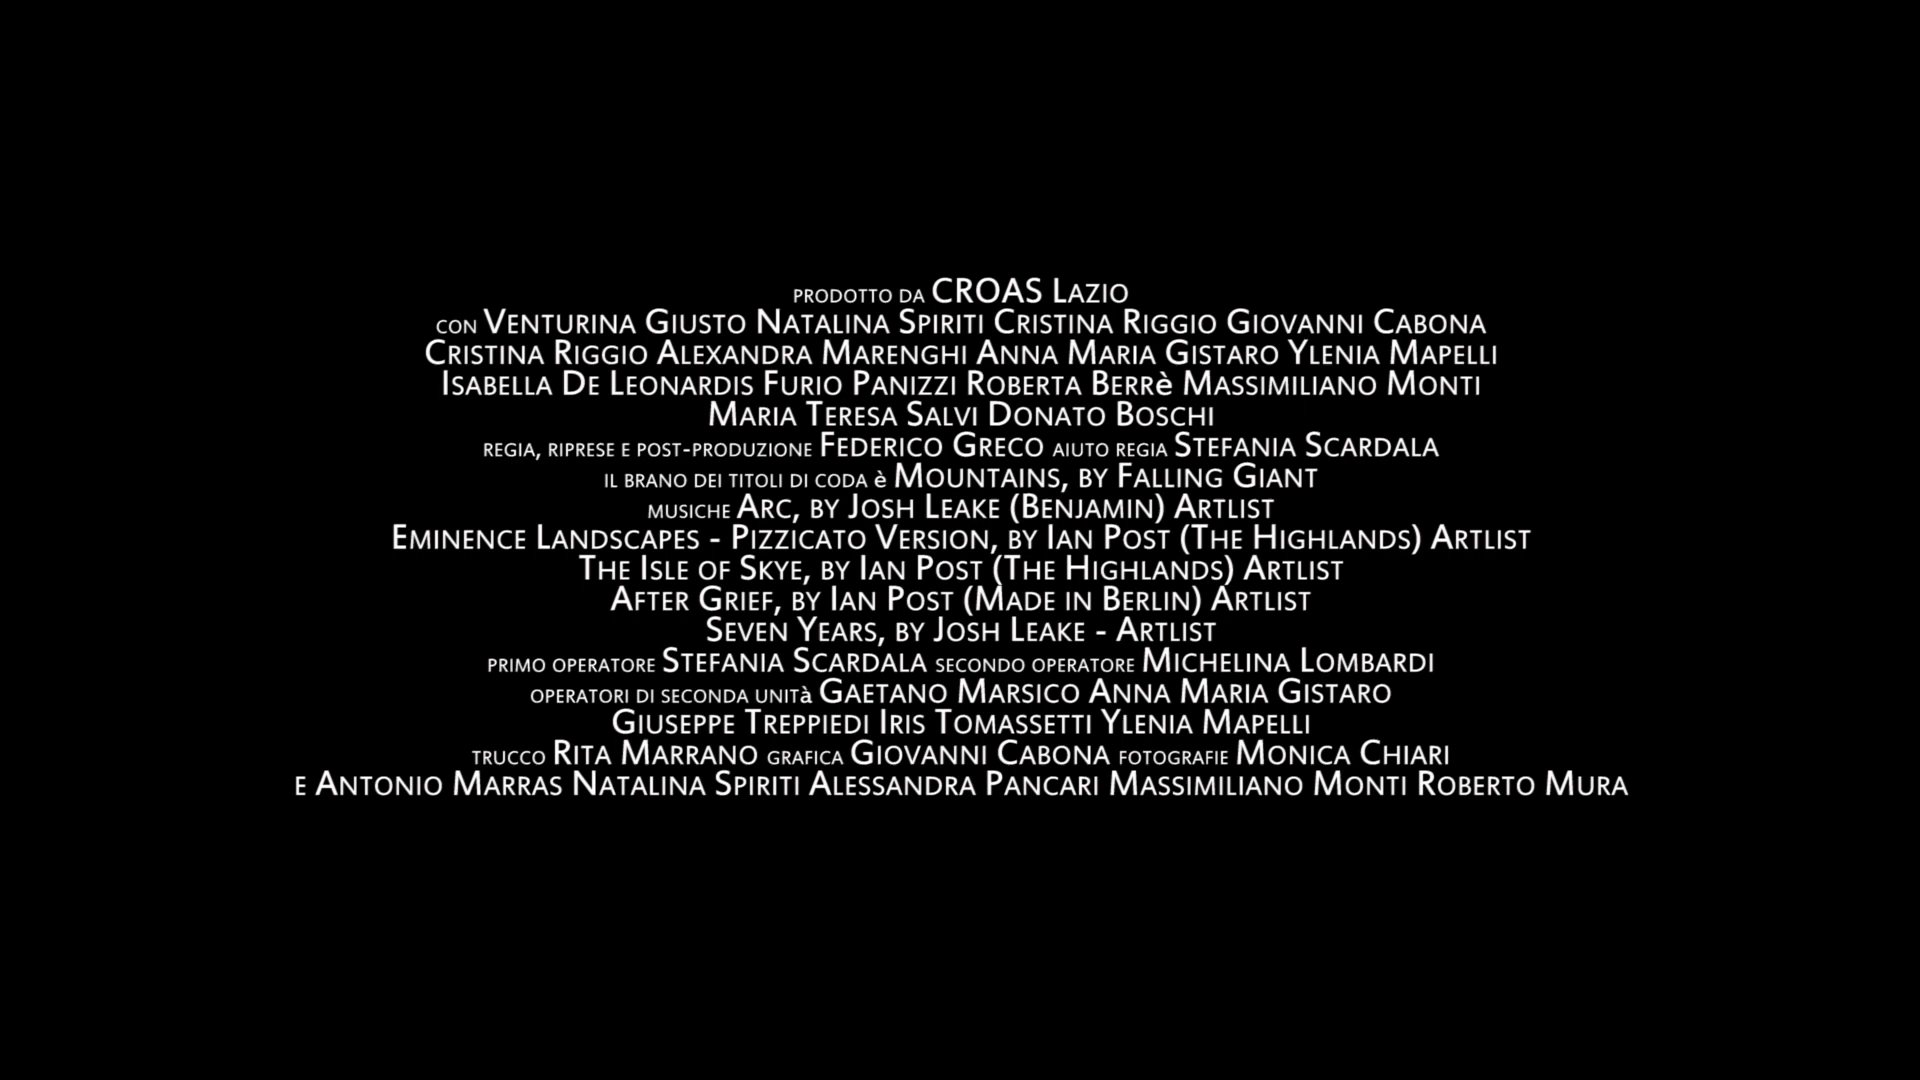 PRODOTTO DA CROAS LAZIO
CON VENTURINA GIUSTO NATALINA SPIRITI CRISTINA RIGGIO GIOVANNI CABONA
CRISTINA RIGGIO ALEXANDRA MARENGHI ANNA MARIA GISTARO YLENIA MAPELLI
ISABELLA DE LEONARDIS FURIO PANIZZI ROBERTA BERRè MASSIMILIANO MONTI
MARIA TERESA SALVI DONATO BOSCHI
REGIA, RIPRESE E POST-PRODUZIONE FEDERICO GRECO AIUTO REGIA STEFANIA SCARDALA
IL BRANO DEI TITOLI DI CODA è MOUNTAINS, BY FALLING GIANT
MUSICHE ARC, BY JOSH LEAKE (BENJAMIN) ARTLIST
EMINENCE LANDSCAPES - PIZZICATO VERSION, BY IAN POST (THE HIGHLANDS) ARTLIST
THE ISLE OF SKYE, BY IAN POST (THE HIGHLANDS) ARTLIST
AFTER GRIEF, BY IAN POST (MADE IN BERLIN) ARTLIST
SEVEN YEARS, BY JOSH LEAKE - ARTLIST
PRIMO OPERATORE STEFANIA SCARDALA SECONDO OPERATORE MICHELINA LOMBARDI
OPERATORI DI SECONDA UNITà GAETANO MARSICO ANNA MARIA GISTARO
GIUSEPPE TREPPIEDI IRIS TOMASSETTI YLENIA MAPELLI
TRUCCO RITA MARRANO GRAFICA GIOVANNI CABONA FOTOGRAFIE MONICA CHIARI
E ANTONIO MARRAS NATALINA SPIRITI ALESSANDRA PANCARI MASSIMILIANO MONTI ROBERTO MURA